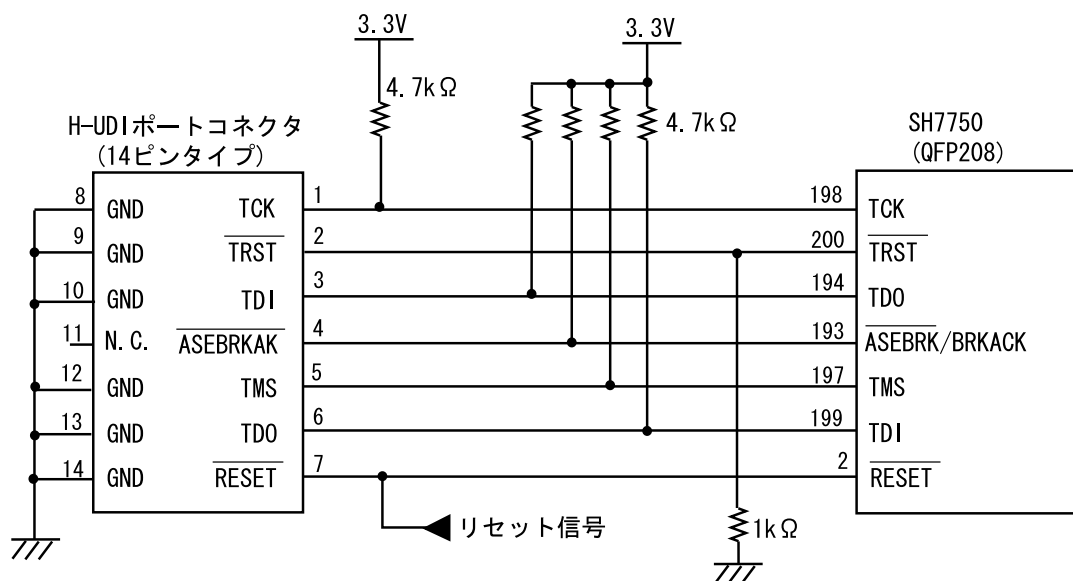 3.3V
3.3V
4.7kΩ
4.7kΩ
H-UDIポートコネクタ
(14ピンタイプ)
SH7750
(QFP208)
8 GND TCK 1 198 TCK
9 GND TRST 2 200 TRST
10 GND TDI 3 194 TDO
11 N.C. ASEBRKAK 4 193 ASEBRK/BRKACK
12 GND TMS 5 197 TMS
13 GND TDO 6 199 TDI
14 GND RESET 7 2 RESET
リセット信号
1kΩ